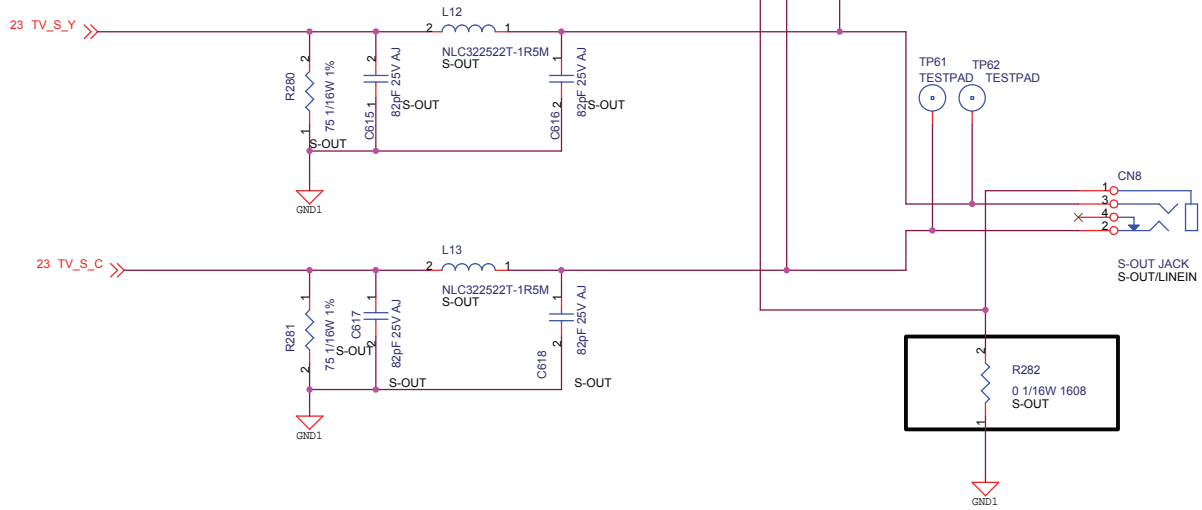 23 TV_S_Y
L12
2
1
NLC322522T-1R5M
S-OUT
R280
2
1
75 1/16W 1%
S-OUT
C615
2
1
82pF 25V AJ
S-OUT
C616
1
2
82pF 25V AJ
S-OUT
GND1
TP61
TESTPAD
TP62
TESTPAD
CN8
1
3
4
2
S-OUT JACK
S-OUT/LINEIN
23 TV_S_C
L13
2
1
NLC322522T-1R5M
S-OUT
R281
1
2
75 1/16W 1%
S-OUT
C617
1
2
82pF 25V AJ
S-OUT
C618
1
2
82pF 25V AJ
S-OUT
GND1
2
R282
0 1/16W 1608
S-OUT
1
GND1